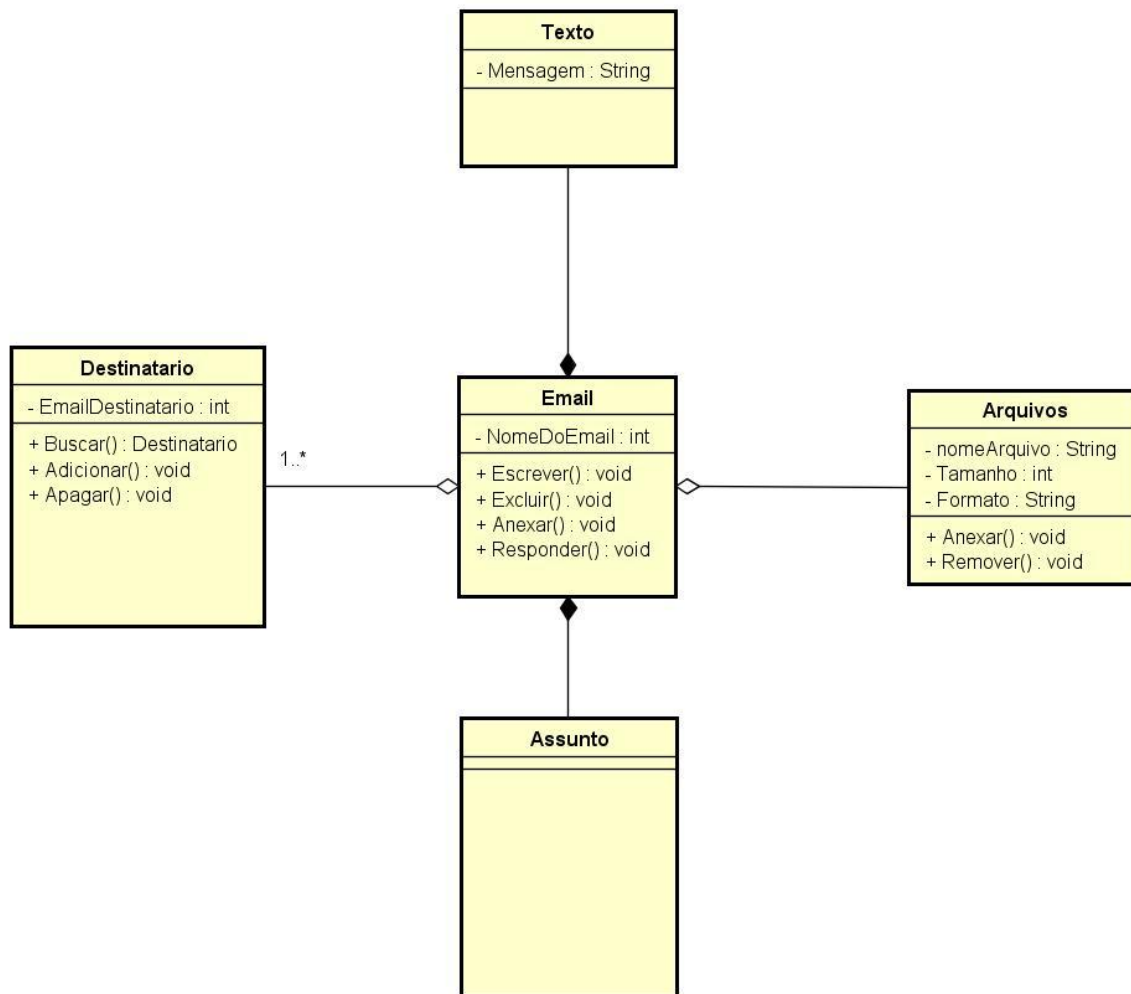 Texto
- Mensagem : String
Destinatario
- EmailDestinatario : int
+ Buscar() : Destinatario
+ Adicionar() : void
+ Apagar() : void
1..*
Email
- NomeDoEmail : int
+ Escrever() : void
+ Excluir() : void
+ Anexar() : void
+ Responder() : void
Arquivos
- nomeArquivo : String
- Tamanho : int
- Formato : String
+ Anexar() : void
+ Remover() : void
Assunto